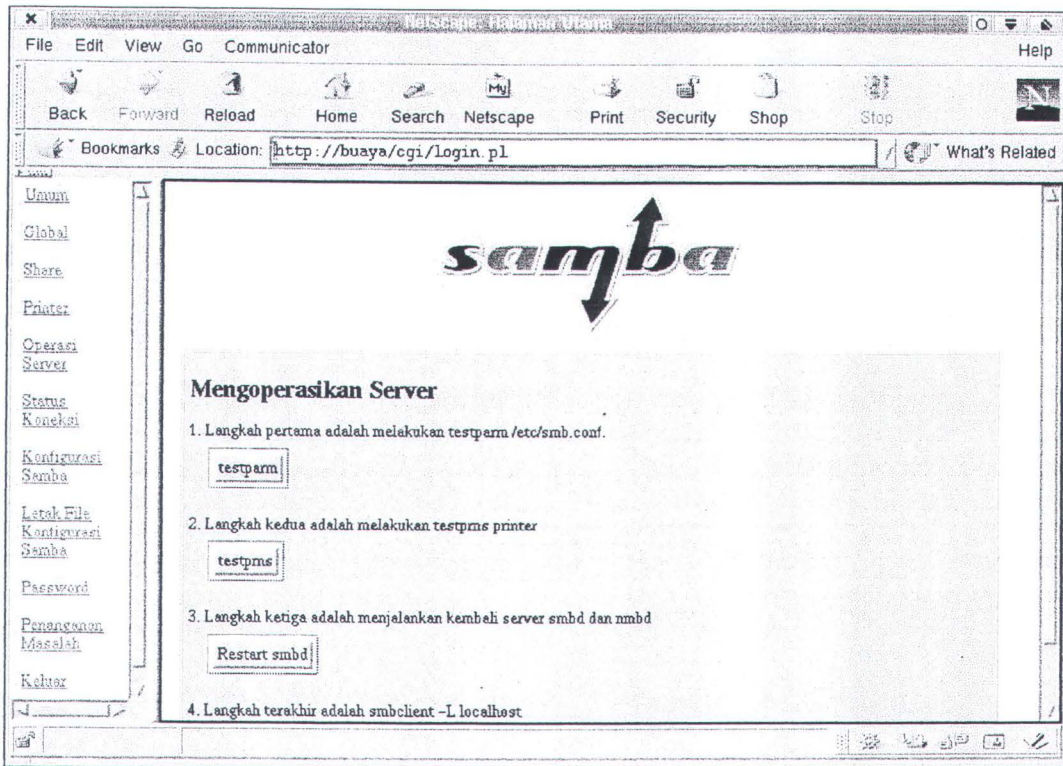 Netscape: Halaman Utama
File Edit View Go Communicator Help
Back Forward Reload Home Search Netscape Print Security Shop Stop
My
N
Bookmarks Location: http://buaya/cgi/login.pl What's Related
Umum
Global
Share
Printer
Operasi
Server
Status
Koneksi
Konfigurasi
Samba
Letak File
Konfigurasi
Samba
Password
Penanganan
Masalah
Keluar
samba
Mengoperasikan Server
1. Langkah pertama adalah melakukan testparm /etc/smb.conf.
testparm
2. Langkah kedua adalah melakukan testprns printer
testprns
3. Langkah ketiga adalah menjalankan kembali server smbd dan nmbd
Restart smbd
4. Langkah terakhir adalah smbclient -L localhost